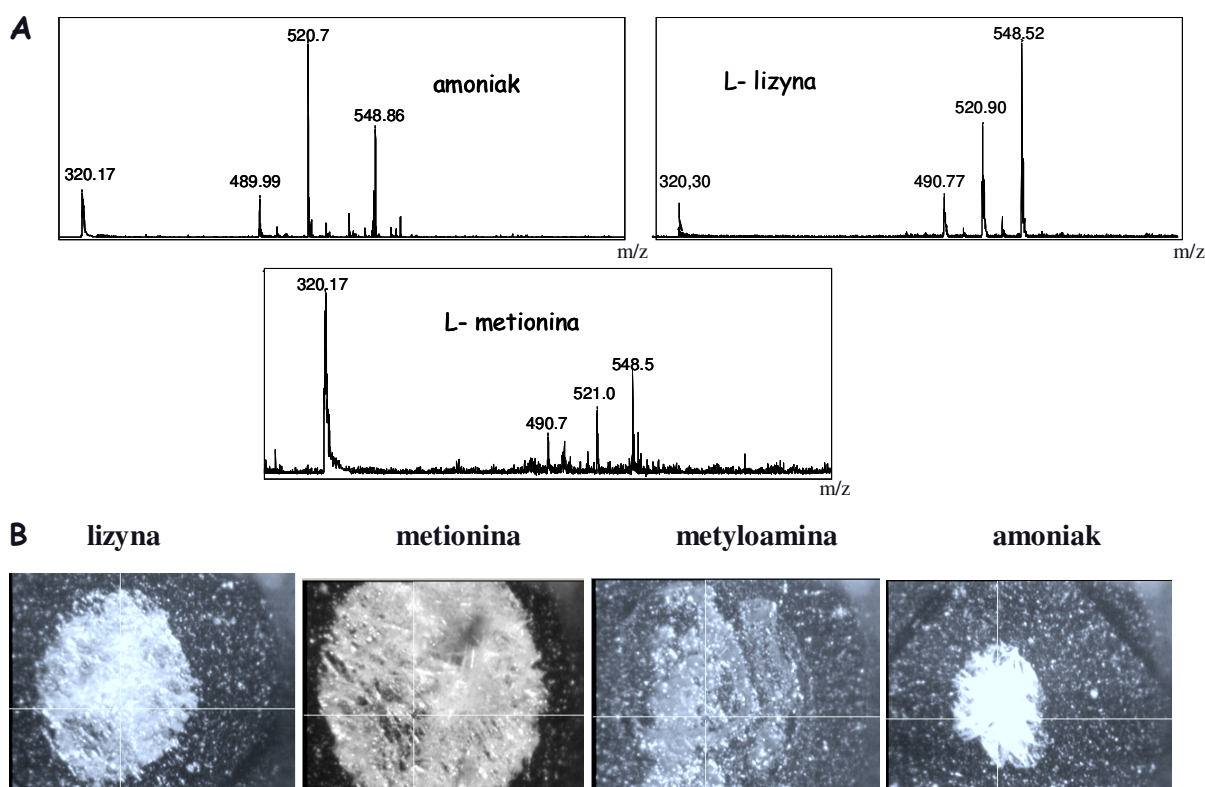 A
520.7
amoniak
548.86
320.17
489.99
m/z
548,52
L- lizyna
520.90
320,30
490.77
m/z
320.17
L- metionina
548.5
521.0
490.7
m/z
B
lizyna metionina metyloamina amoniak